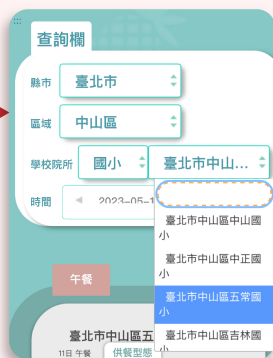 查詢欄
縣市 臺北市
區域 中山區
學校院所 國小 臺北市中山...
時間 2023-05-1
臺北市中山區中山國
小
臺北市中山區中正國
小
臺北市中山區五常國
小
臺北市中山區吉林國
小
午餐
臺北市中山區五
11日 午餐 供餐型態